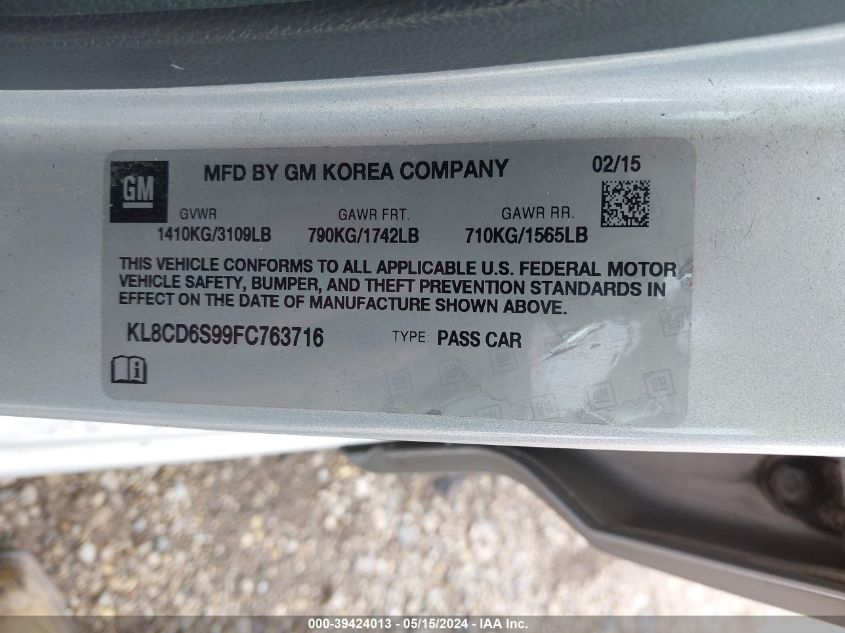 MFD BY GM KOREA COMPANY 02/15
GM
GVWR GAWR FRT. GAWR RR.
1410KG/3109LB 790KG/1742LB 710KG/1565LB
THIS VEHICLE CONFORMS TO ALL APPLICABLE U.S. FEDERAL MOTOR
VEHICLE SAFETY, BUMPER, AND THEFT PREVENTION STANDARDS IN
EFFECT ON THE DATE OF MANUFACTURE SHOWN ABOVE.
KL8CD6S99FC763716 TYPE: PASS CAR
000-39424013 - 05/15/2024 - IAA Inc.